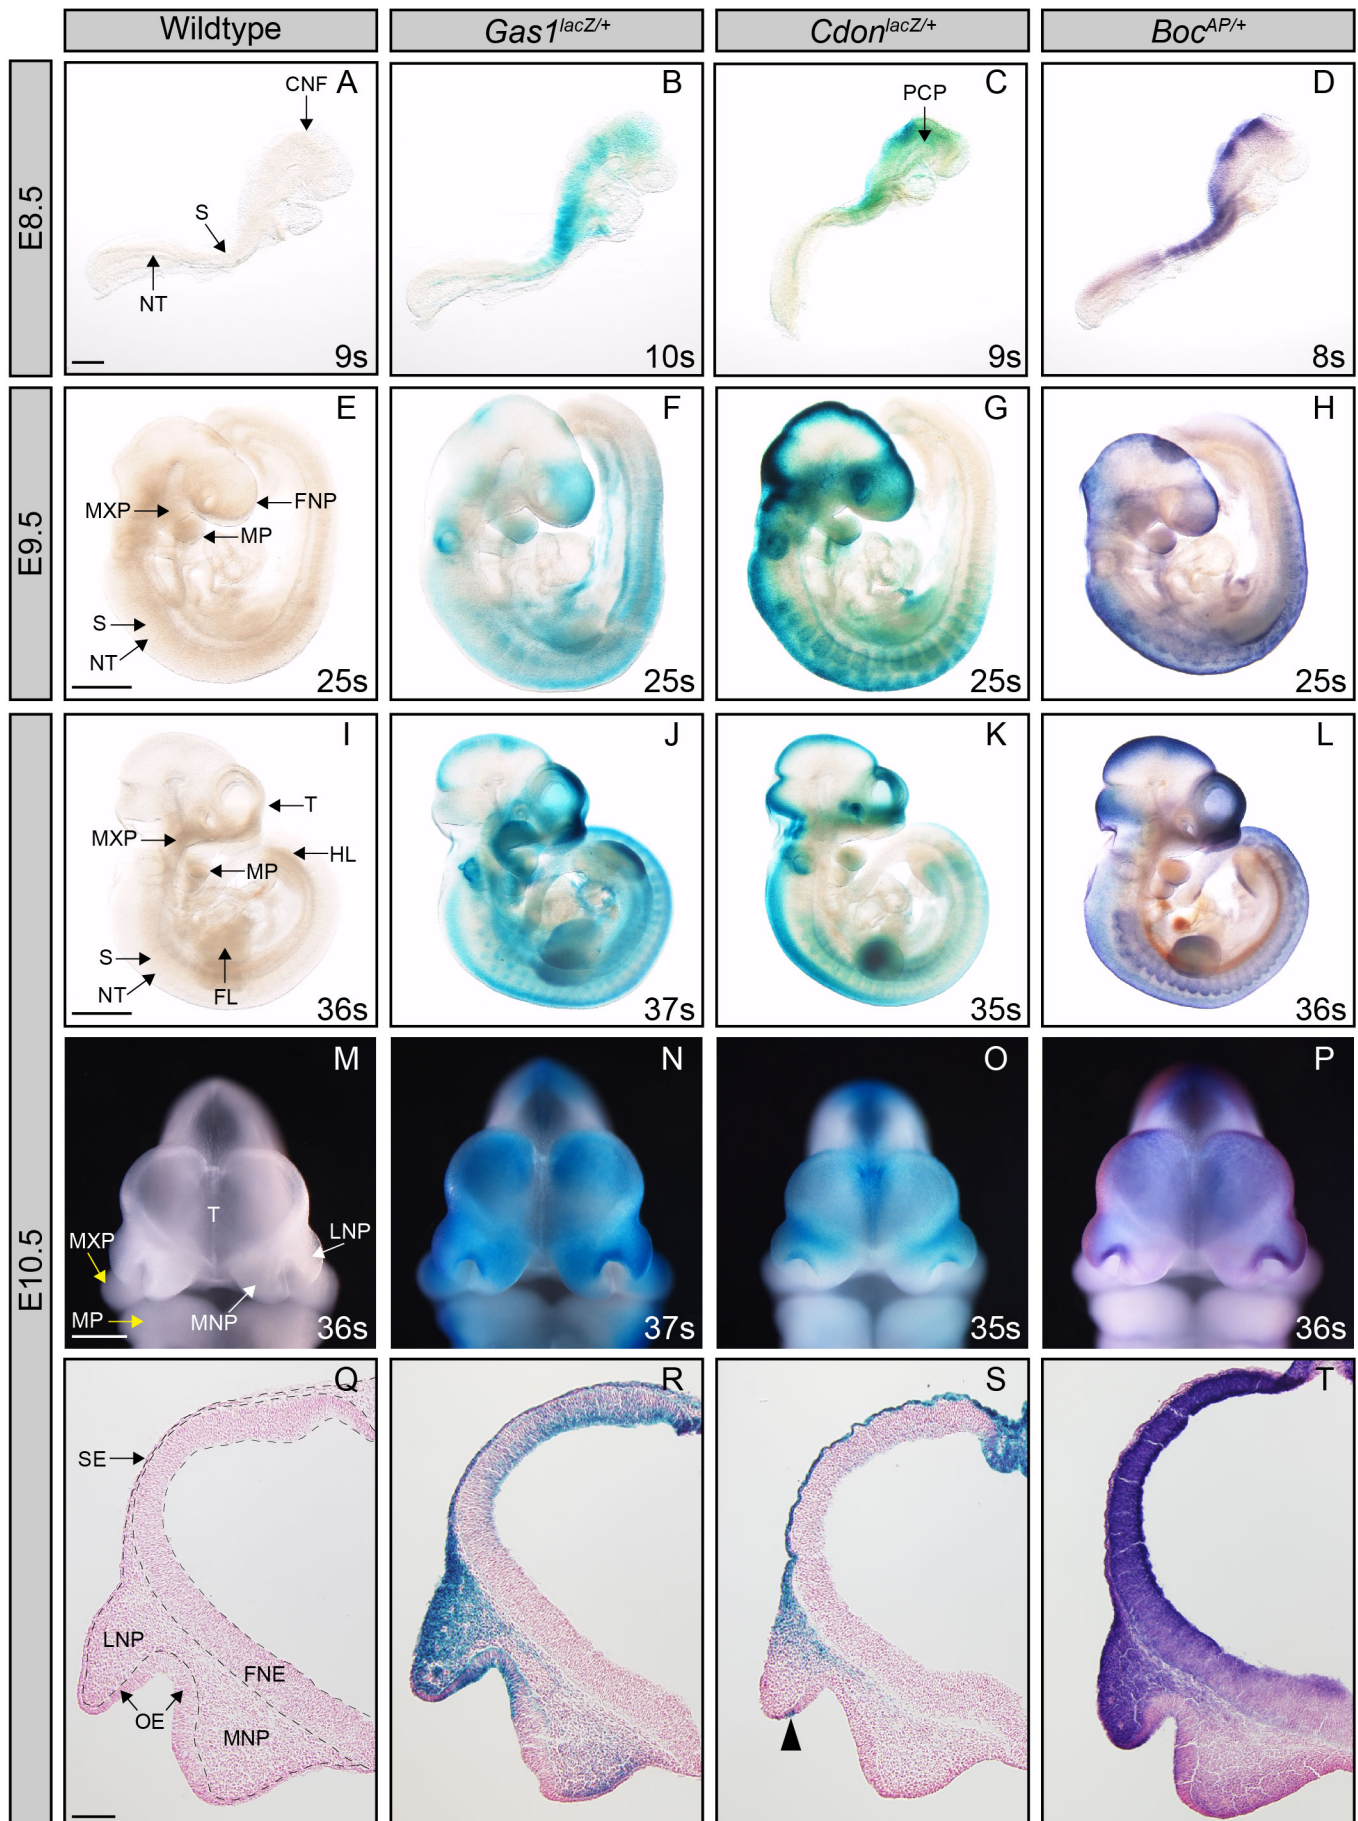 Wildtype
Gas1lacZ/+
CdonlacZ/+
BocAP/+
E8.5
A
CNF
S
NT
9s
B
10s
C
PCP
9s
D
8s
E9.5
E
MXP
FNP
MP
S
NT
25s
F
25s
G
25s
H
25s
E10.5
I
T
MXP
HL
MP
S
NT
FL
36s
J
37s
K
35s
L
36s
M
T
LNP
MXP
MP
MNP
36s
N
37s
O
35s
P
36s
Q
SE
LNP
FNE
OE
MNP
R
S
T